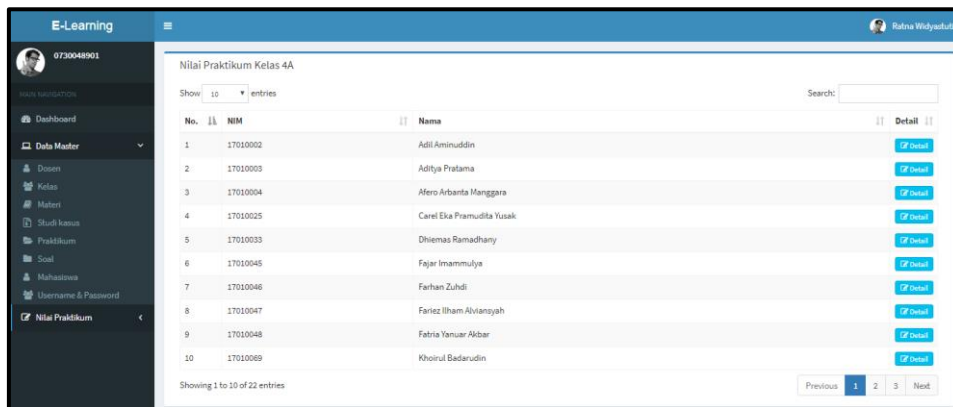 E-Learning
Ratna Widyastuti
0730048901
MAIN NAVIGATION
Dashboard
Data Master
Dosen
Kelas
Materi
Studi kasus
Praktikum
Soal
Mahasiswa
Username & Password
Nilai Praktikum
Nilai Praktikum Kelas 4A
Show 10 entries Search:
No. NIM Nama Detail
1 17010002 Adil Aminuddin Detail
2 17010003 Aditya Pratama Detail
3 17010004 Afero Arbanta Manggara Detail
4 17010025 Carel Eka Pramudita Yusak Detail
5 17010033 Dhiemas Ramadhany Detail
6 17010045 Fajar Imammulya Detail
7 17010046 Farhan Zuhdi Detail
8 17010047 Fariez Ilham Alviansyah Detail
9 17010048 Fatria Yanuar Akbar Detail
10 17010069 Khoirul Badarudin Detail
Showing 1 to 10 of 22 entries Previous 1 2 3 Next